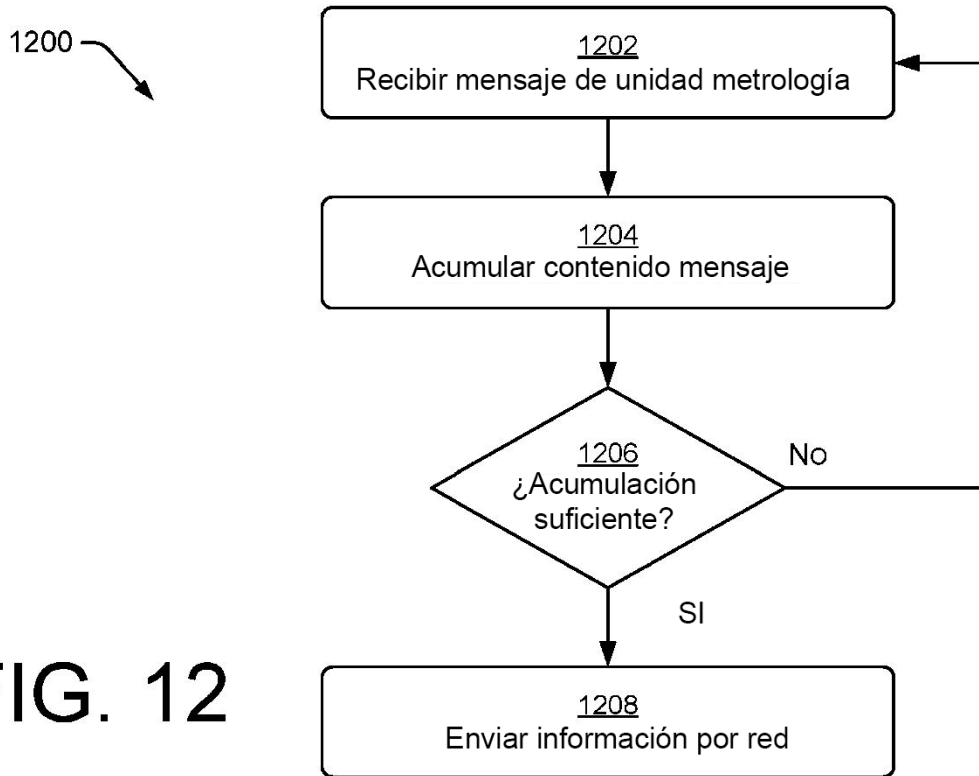 1200
1202
Recibir mensaje de unidad metrología
1204
Acumular contenido mensaje
1206
¿Acumulación
suficiente?
No
SI
FIG. 12
1208
Enviar información por red